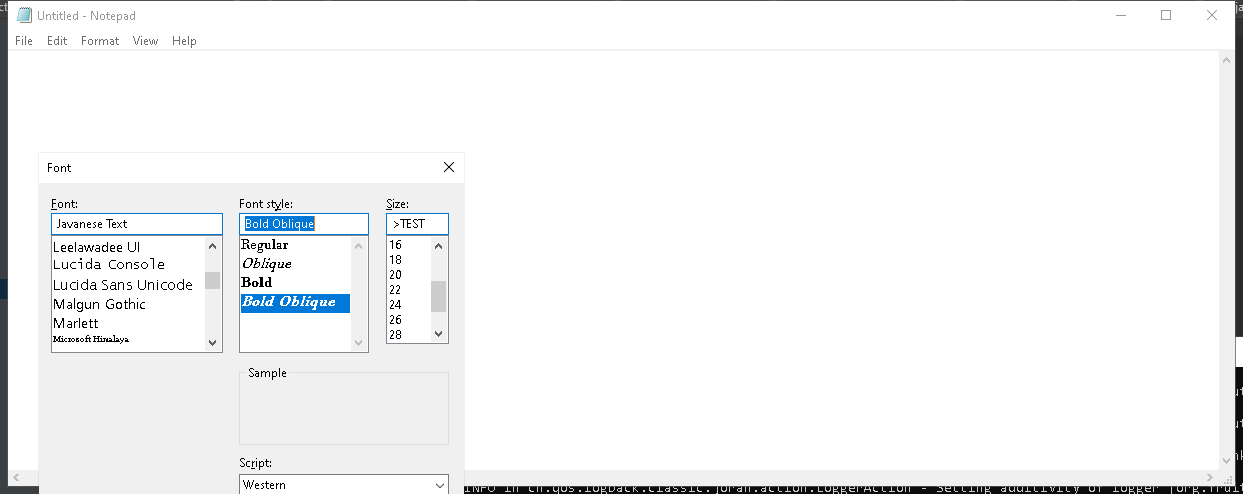 Untitled - Notepad
File Edit Format View Help
Font
Font: Font style: Size:
Javanese Text Bold Oblique >TEST
Leelawadee UI
Lucida Console
Lucida Sans Unicode
Malgun Gothic
Marlett
Microsoft Himalaya
Regular
Oblique
Bold
Bold Oblique
16
18
20
22
24
26
28
Sample
Script:
Western
INFO in ch.qos.logback.classic.joran.action.LoggerAction - Setting additivity of logger